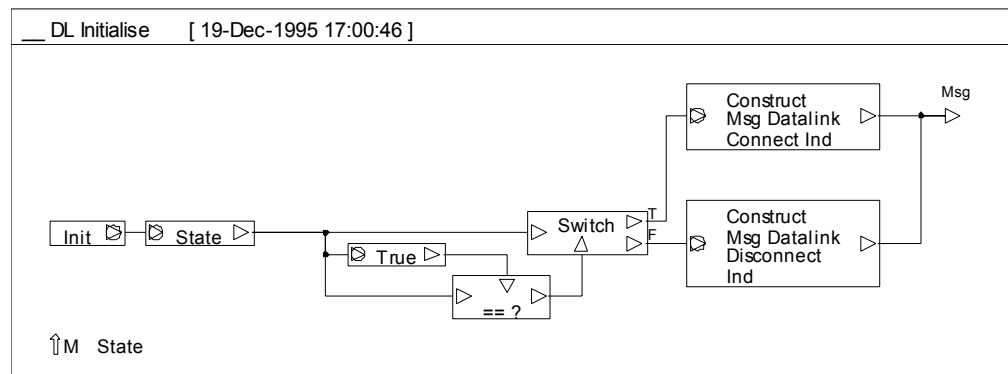 __ DL Initialise [ 19-Dec-1995 17:00:46 ]
Msg
Construct
Msg Datalink
Connect Ind
T
Init
State
Switch
F
Construct
Msg Datalink
Disconnect
Ind
True
== ?
M State